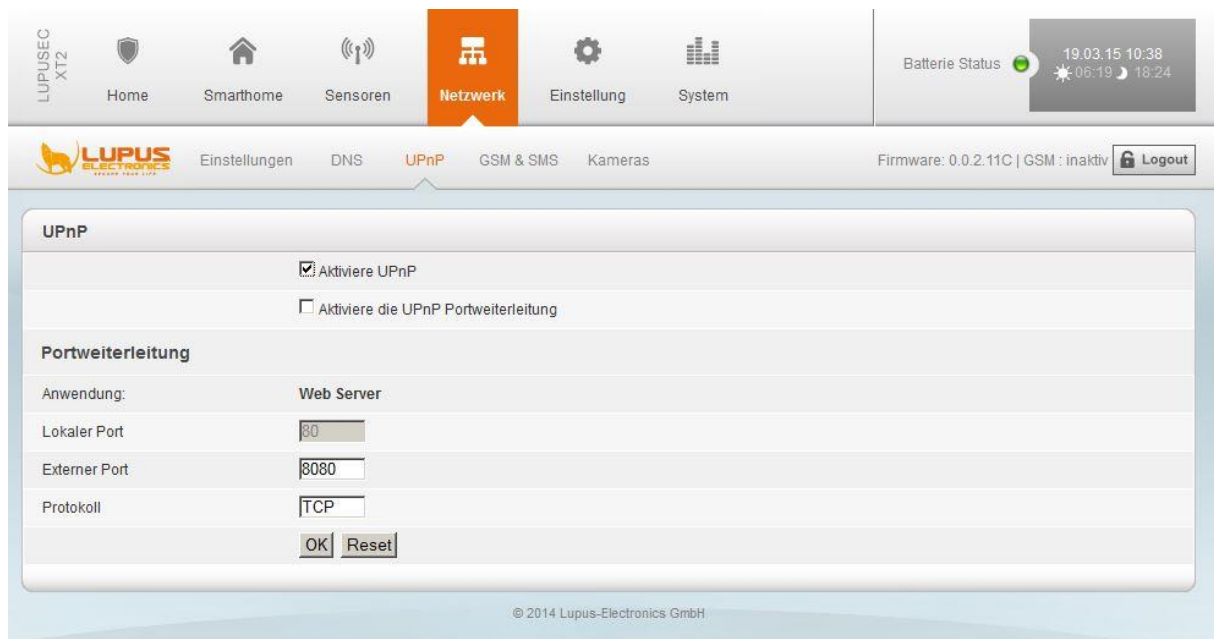 LUPUSEC
XT2
Home
Smarthome
Sensoren
Netzwerk
Einstellung
System
Batterie Status
19.03.15 10:38
06:19 18:24
LUPUS
ELECTRONICS
SECURE YOUR LIFE
Einstellungen
DNS
UPnP
GSM & SMS
Kameras
Firmware: 0.0.2.11C | GSM : inaktiv
Logout
UPnP
Aktiviere UPnP
Aktiviere die UPnP Portweiterleitung
Portweiterleitung
Anwendung: Web Server
Lokaler Port 80
Externer Port 8080
Protokoll TCP
OK Reset
© 2014 Lupus-Electronics GmbH